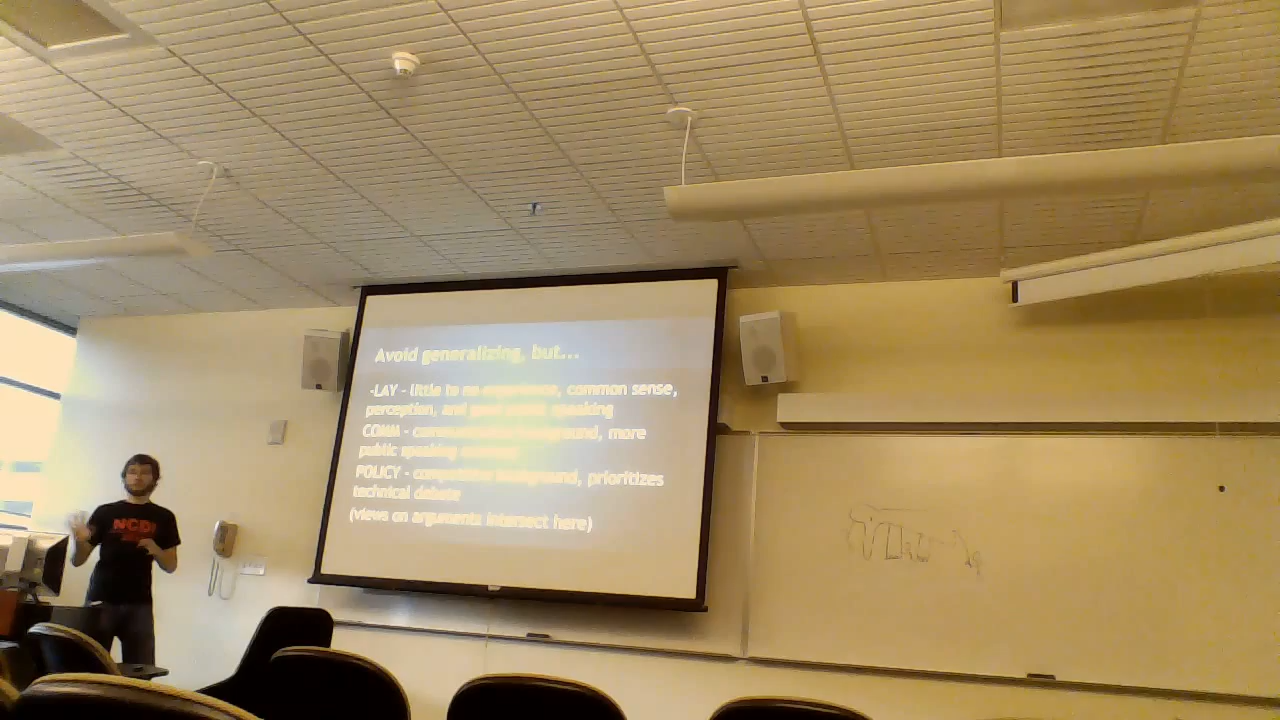 Avoid generalizing, but...
-LAY - little to no experience, common sense,
perception, and good public speaking
COMM - background, more
public speaking
POLICY - competitive background, prioritizes
technical debate
(views on arguments intersect here)
NCDI